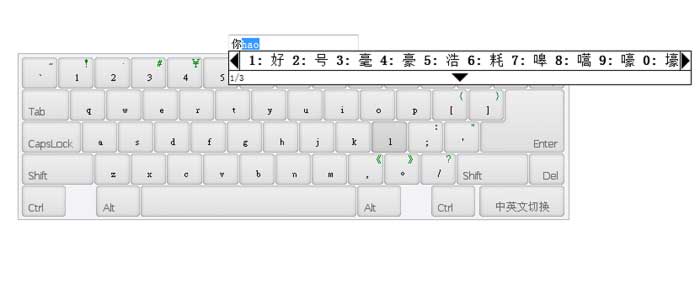 你hao
1: 好 2: 号 3: 毫 4: 豪 5: 浩 6: 耗 7: 嗥 8: 嚆 9: 嚎 0: 壕
1/3
~ ! · # ¥
` 1 2 3 4
Tab q w e r t y u i o p { [ } ]
CapsLock a s d f g h j k l : ; " ' Enter
Shift z x c v b n m 《 , 》 。 ? / Shift Del
Ctrl Alt Alt Ctrl 中英文切换